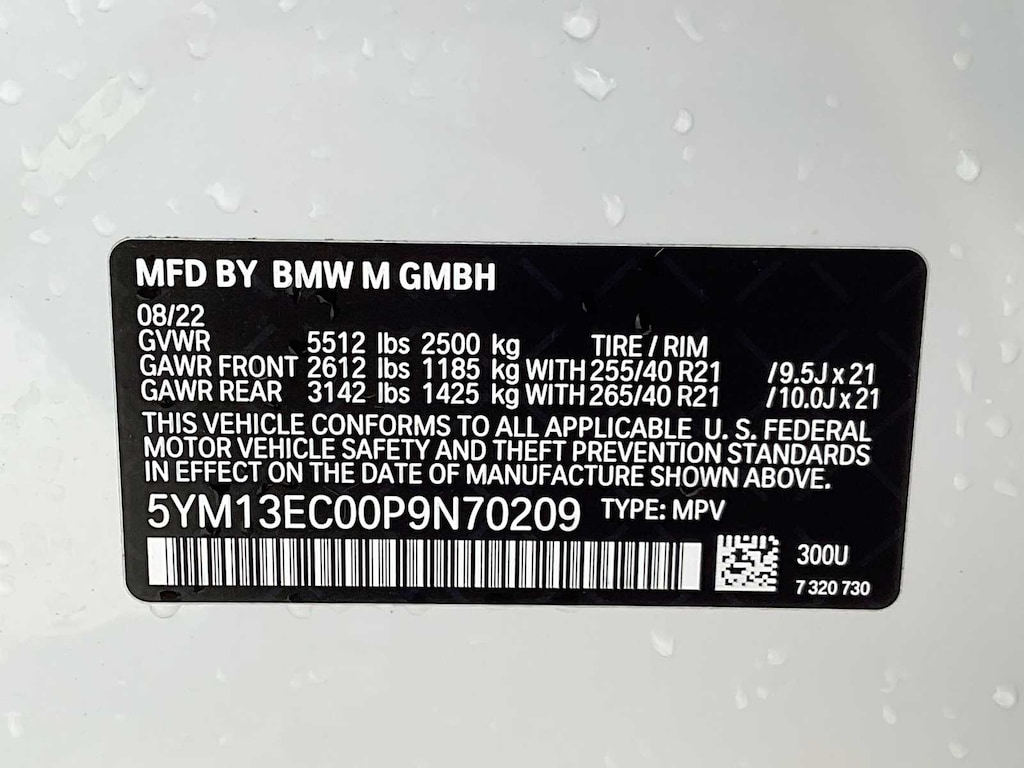 MFD BY BMW M GMBH
08/22
GVWR 5512 lbs 2500 kg TIRE / RIM
GAWR FRONT 2612 lbs 1185 kg WITH 255/40 R21 /9.5J x 21
GAWR REAR 3142 lbs 1425 kg WITH 265/40 R21 /10.0J x 21
THIS VEHICLE CONFORMS TO ALL APPLICABLE U. S. FEDERAL
MOTOR VEHICLE SAFETY AND THEFT PREVENTION STANDARDS
IN EFFECT ON THE DATE OF MANUFACTURE SHOWN ABOVE.
5YM13EC00P9N70209 TYPE: MPV
300U
7 320 730